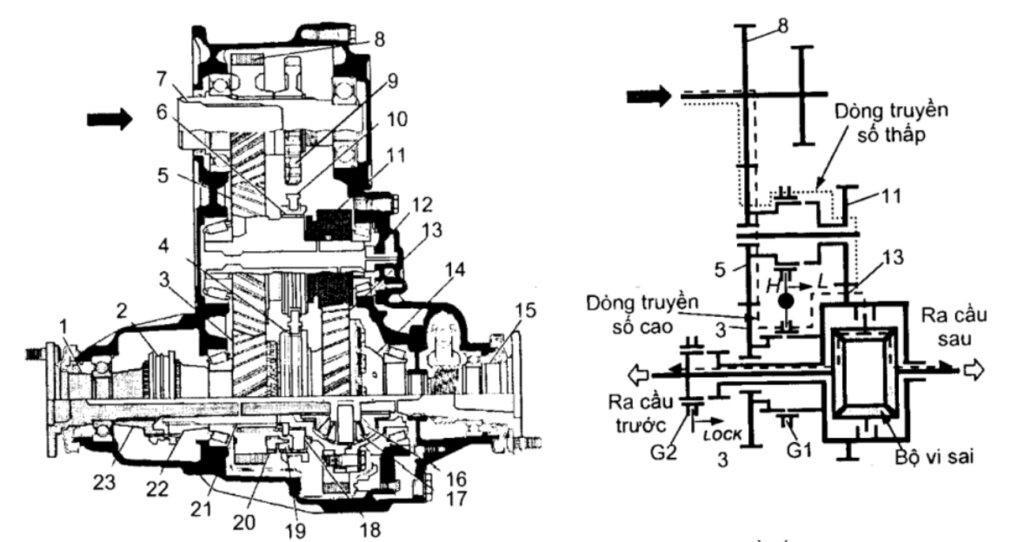 8
7
6
5
4
3
2
1
9
10
11
12
13
14
15
16
17
18
19
20
21
22
23
8
Dòng truyền
số thấp
11
5
H
L
13
Dòng truyền
số cao
3
Ra cầu
sau
Ra cầu
trước
LOCK
G2
3
G1
Bộ vi sai